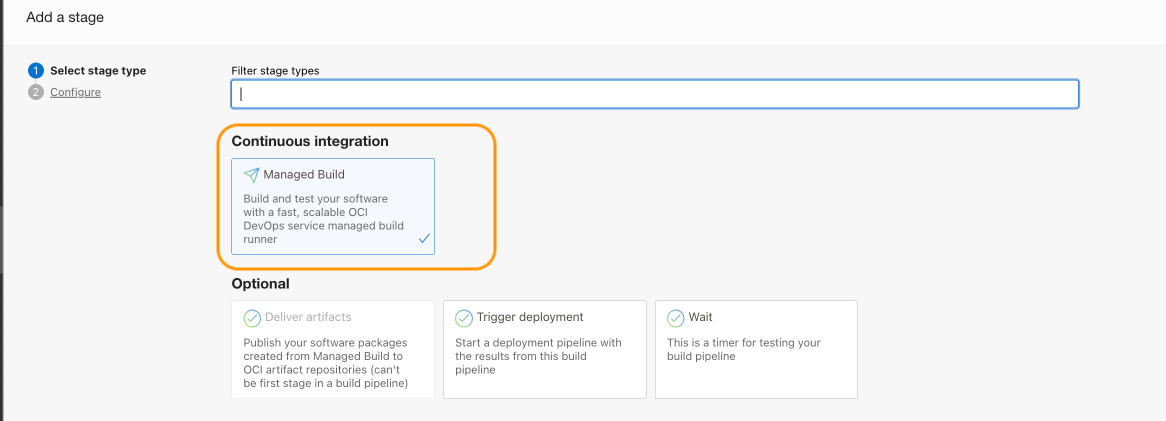 Add a stage
1 Select stage type
2 Configure
Filter stage types
Continuous integration
Managed Build
Build and test your software
with a fast, scalable OCI
DevOps service managed build
runner
Optional
Deliver artifacts
Publish your software packages
created from Managed Build to
OCI artifact repositories (can't
be first stage in a build pipeline)
Trigger deployment
Start a deployment pipeline with
the results from this build
pipeline
Wait
This is a timer for testing your
build pipeline